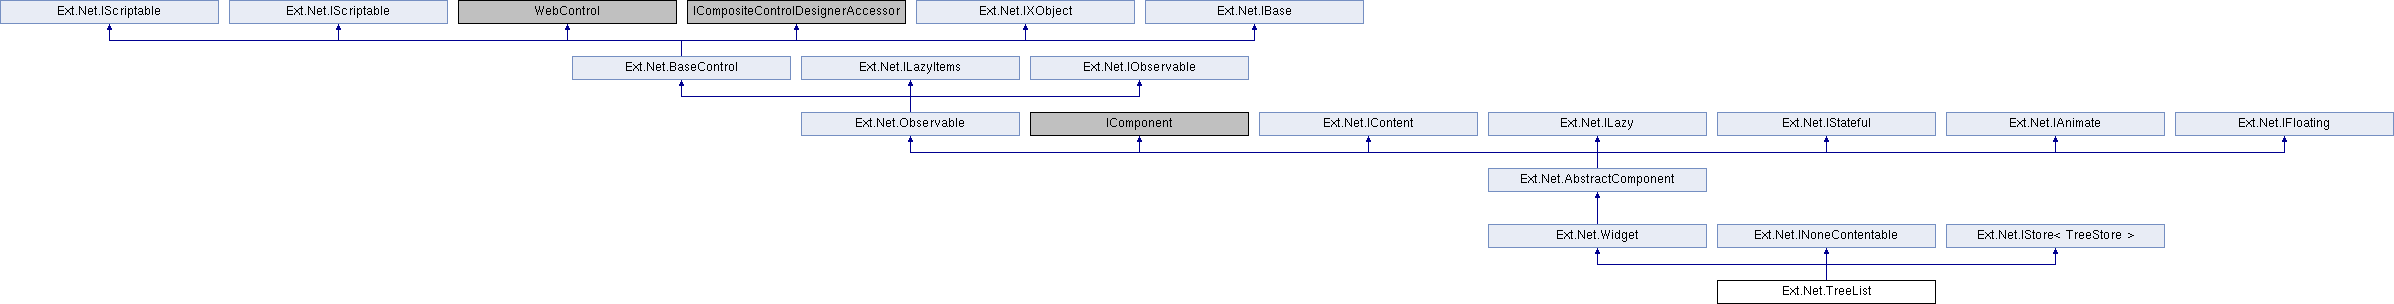 Ext.Net.IScriptable
Ext.Net.IScriptable
WebControl
ICompositeControlDesignerAccessor
Ext.Net.IXObject
Ext.Net.IBase
Ext.Net.BaseControl
Ext.Net.ILazyItems
Ext.Net.IObservable
Ext.Net.Observable
IComponent
Ext.Net.IContent
Ext.Net.ILazy
Ext.Net.IStateful
Ext.Net.IAnimate
Ext.Net.IFloating
Ext.Net.AbstractComponent
Ext.Net.Widget
Ext.Net.INoneContentable
Ext.Net.IStore< TreeStore >
Ext.Net.TreeList